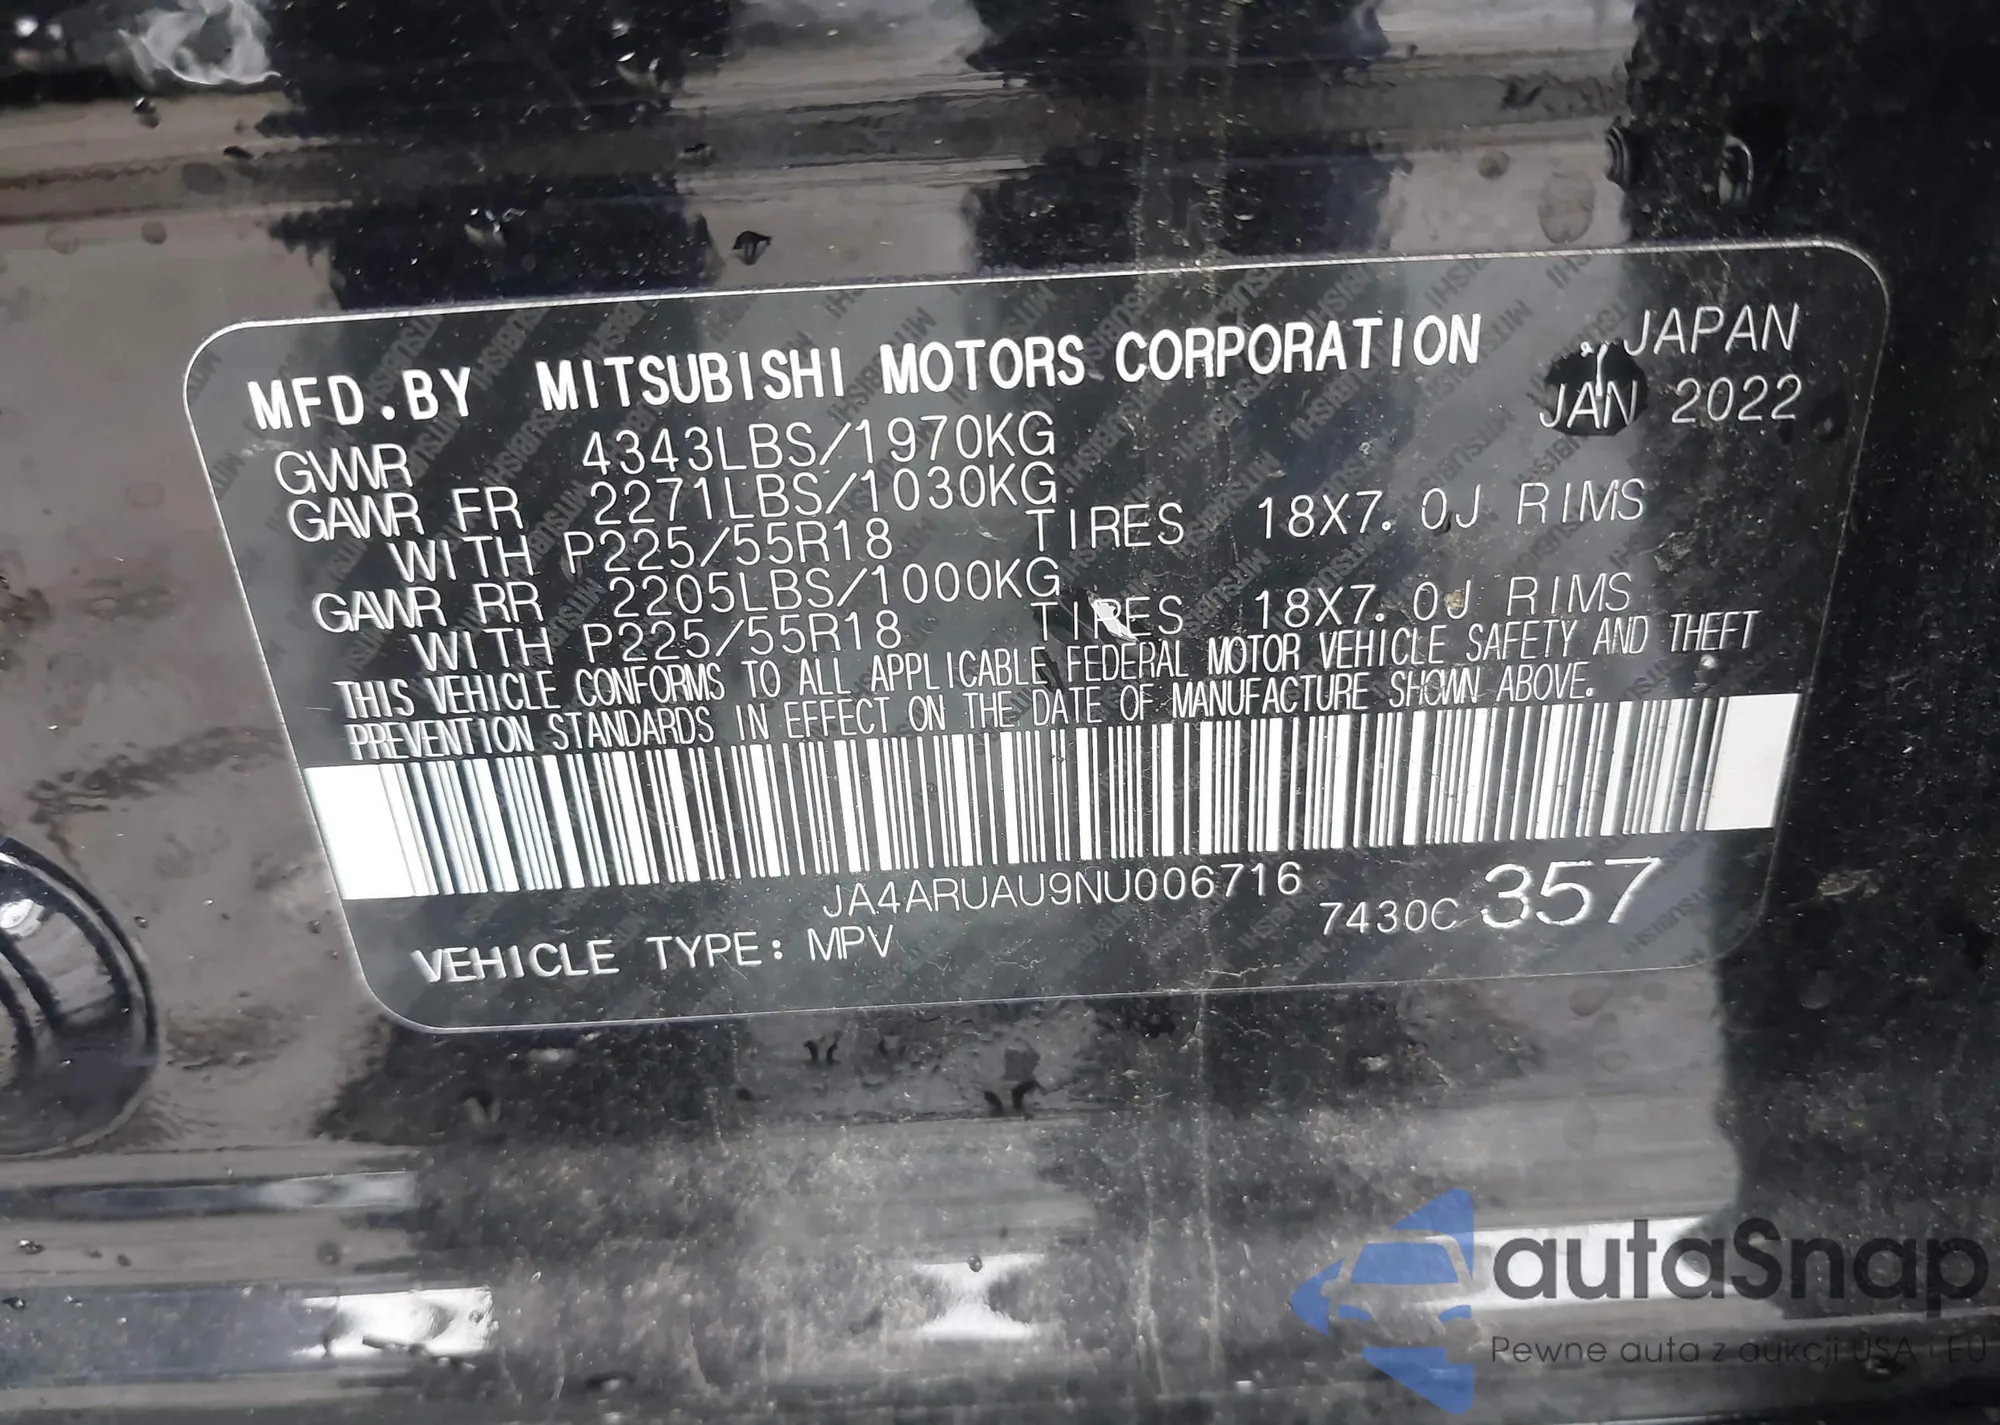 MFD.BY MITSUBISHI MOTORS CORPORATION JAPAN
GVWR 4343LBS/1970KG JAN 2022
GAWR FR 2271LBS/1030KG
WITH P225/55R18 TIRES 18X7.0J RIMS
GAWR RR 2205LBS/1000KG
WITH P225/55R18 TIRES 18X7.0J RIMS
THIS VEHICLE CONFORMS TO ALL APPLICABLE FEDERAL MOTOR VEHICLE SAFETY AND THEFT
PREVENTION STANDARDS IN EFFECT ON THE DATE OF MANUFACTURE SHOWN ABOVE.
JA4ARUAU9NU006716
7430C 357
VEHICLE TYPE: MPV
autaSnap
Pewne auta z aukcji USA i EU